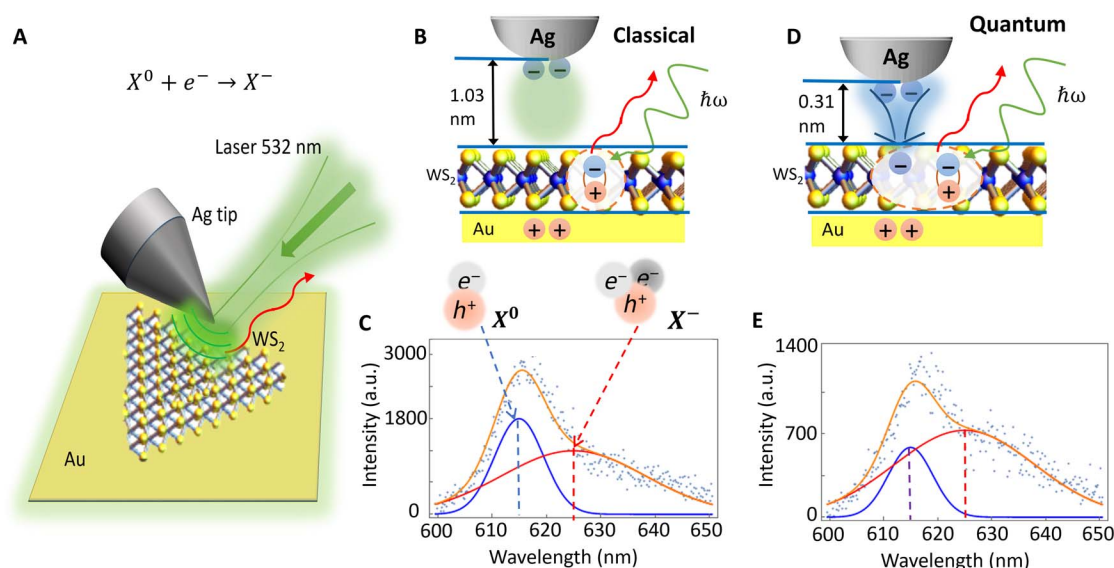 A
X⁰ + e⁻ → X⁻
Laser 532 nm
Ag tip
WS₂
Au
B
Ag
Classical
− −
1.03
nm
ħω
WS₂
−
+
Au
+ +
e⁻
h⁺
X⁰
e⁻ e⁻
h⁺
X⁻
C
Intensity (a.u.)
3000
1800
0
600 610 620 630 640 650
Wavelength (nm)
D
Quantum
Ag
− −
0.31
nm
ħω
WS₂
− −
+
Au
+ +
E
Intensity (a.u.)
1400
700
0
600 610 620 630 640 650
Wavelength (nm)